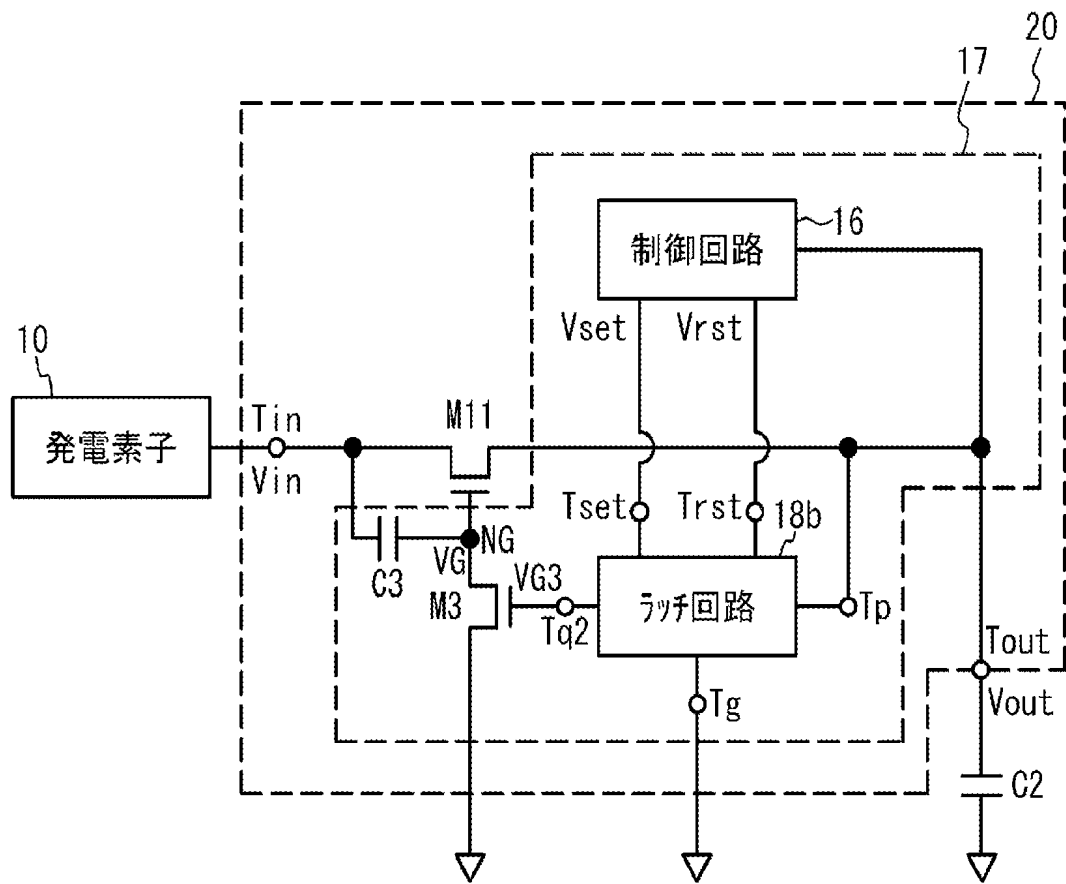 20
17
16
制御回路
Vset
Vrst
10
発電素子
Tin
Vin
M11
Tset
Trst
18b
VG
NG
C3
M3
VG3
Tq2
ラッチ回路
Tp
Tg
Tout
Vout
C2